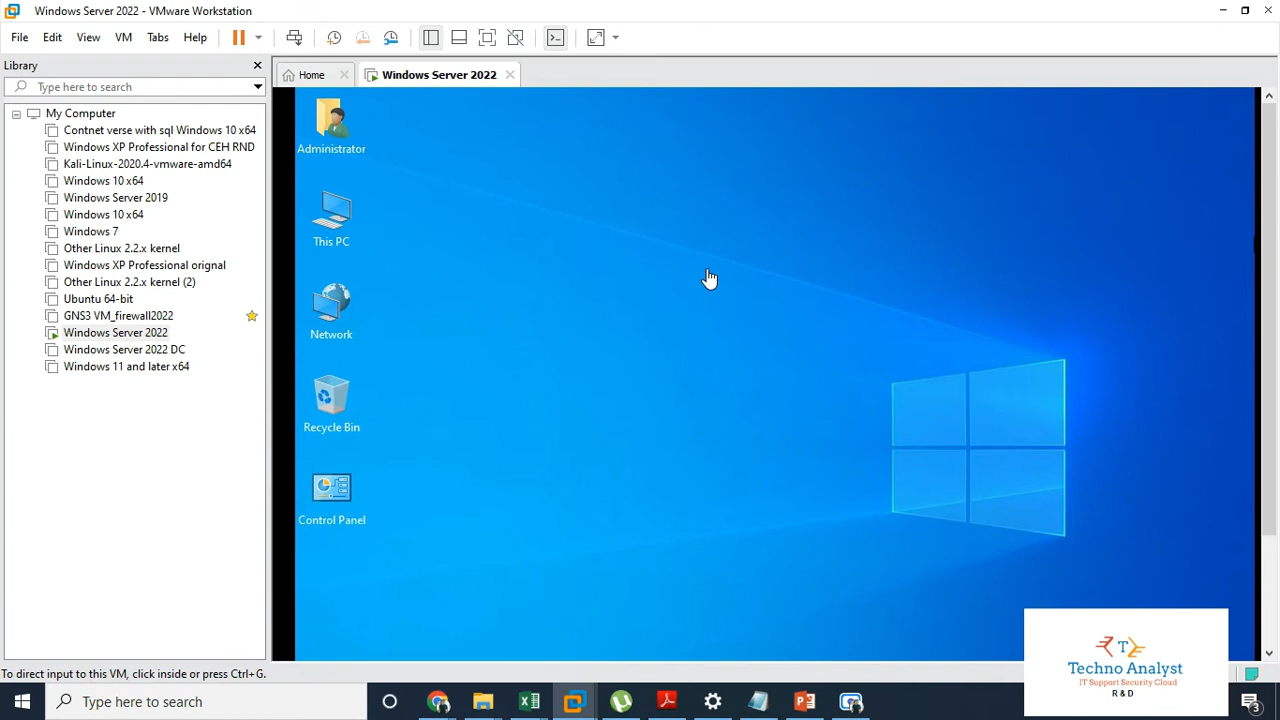 Windows Server 2022 - VMware Workstation
File Edit View VM Tabs Help
Library
Type here to search
My Computer
Contnet verse with sql Windows 10 x64
Windows XP Professional for CEH RND
Kali-Linux-2020.4-vmware-amd64
Windows 10 x64
Windows Server 2019
Windows 10 x64
Windows 7
Other Linux 2.2.x kernel
Windows XP Professional orignal
Other Linux 2.2.x kernel (2)
Ubuntu 64-bit
GNS3 VM_firewall2022
Windows Server 2022
Windows Server 2022 DC
Windows 11 and later x64
Home
Windows Server 2022
Administrator
This PC
Network
Recycle Bin
Control Panel
Techno Analyst
IT Support Security Cloud
R & D
To direct input to this VM, click inside or press Ctrl+G.
Type here to search
3